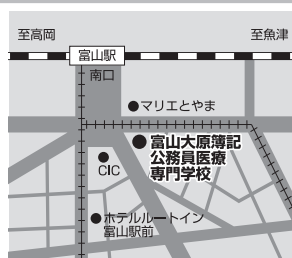 至高岡
至魚津
富山駅
南口
マリエとやま
富山大原簿記
公務員医療
専門学校
CIC
ホテルルートイン
富山駅前